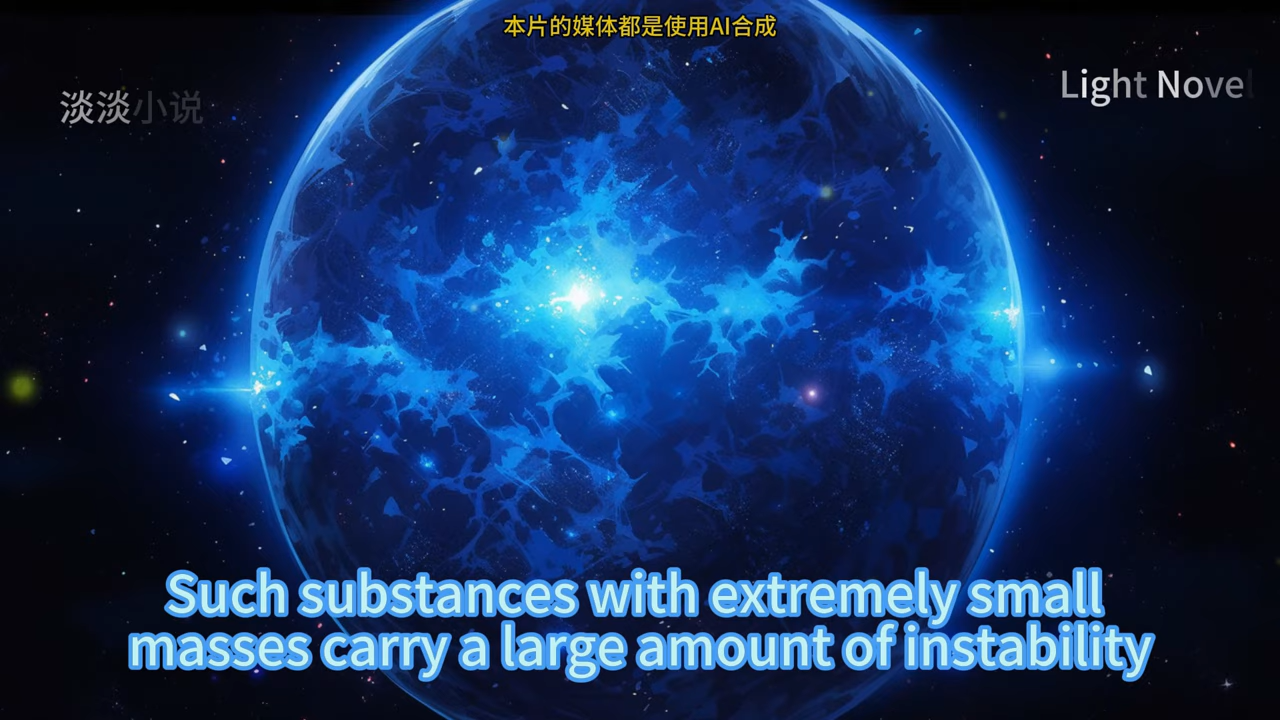 本片的媒体都是使用AI合成
淡淡小说
Light Novel
Such substances with extremely small
masses carry a large amount of instability